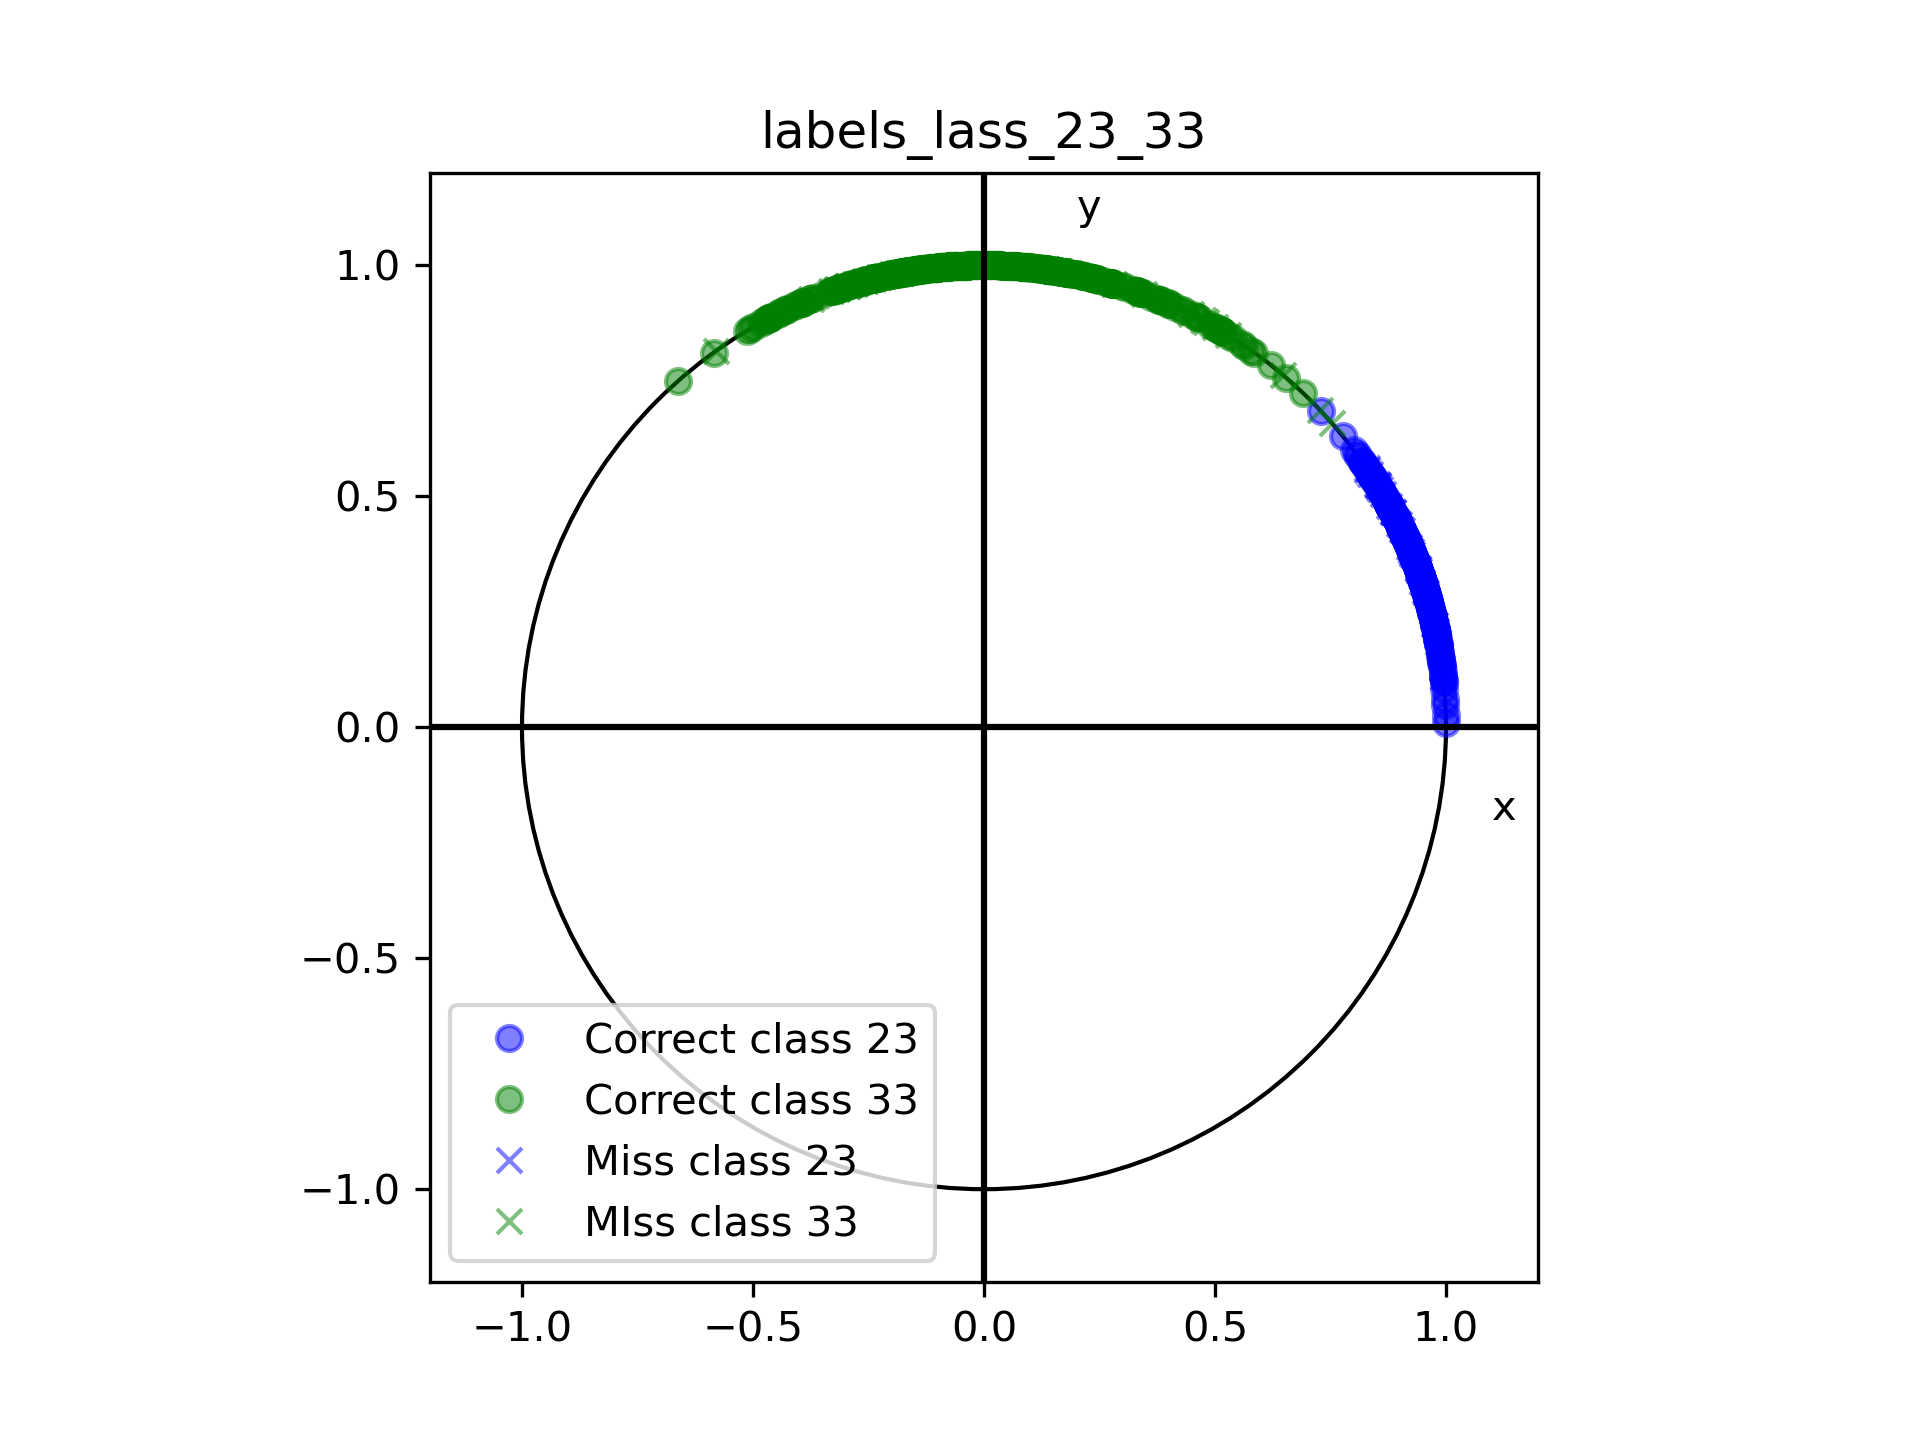 labels_lass_23_33
y
1.0
0.5
0.0
x
−0.5
−1.0
Correct class 23
Correct class 33
Miss class 23
MIss class 33
−1.0 −0.5 0.0 0.5 1.0